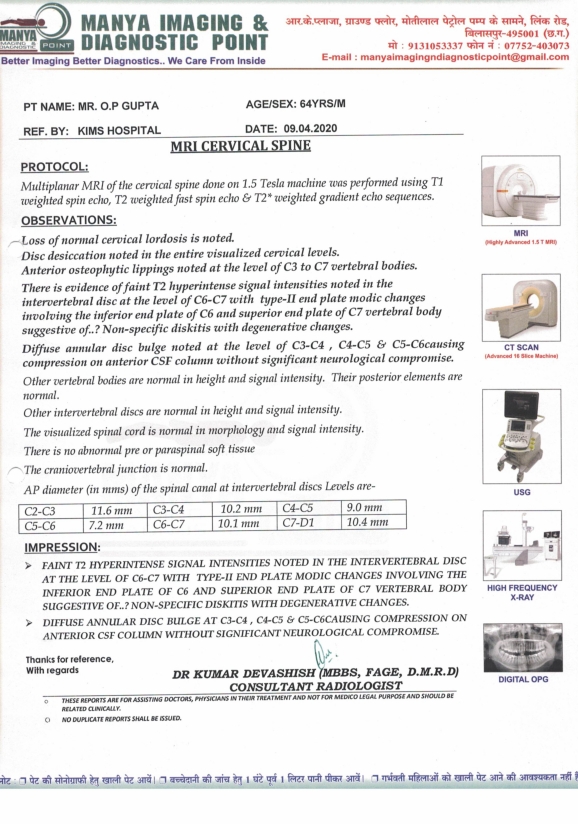 MANYA IMAGING & DIAGNOSTIC POINT
MANYA IMAGING & DIAGNOSTIC POINT
Better Imaging Better Diagnostics.. We Care From Inside
आर.के.प्लाजा, ग्राउण्ड फ्लोर, मोतीलाल पेट्रोल पम्प के सामने, लिंक रोड,
बिलासपुर-495001 (छ.ग.)
मो : 9131053337 फोन नं : 07752-403073
E-mail : manyaimagingndiagnosticpoint@gmail.com
PT NAME: MR. O.P GUPTA AGE/SEX: 64YRS/M
REF. BY: KIMS HOSPITAL DATE: 09.04.2020
MRI CERVICAL SPINE
PROTOCOL:
Multiplanar MRI of the cervical spine done on 1.5 Tesla machine was performed using T1
weighted spin echo, T2 weighted fast spin echo & T2* weighted gradient echo sequences.
OBSERVATIONS:
Loss of normal cervical lordosis is noted.
Disc desiccation noted in the entire visualized cervical levels.
Anterior osteophytic lippings noted at the level of C3 to C7 vertebral bodies.
There is evidence of faint T2 hyperintense signal intensities noted in the
intervertebral disc at the level of C6-C7 with type-II end plate modic changes
involving the inferior end plate of C6 and superior end plate of C7 vertebral body
suggestive of..? Non-specific diskitis with degenerative changes.
Diffuse annular disc bulge noted at the level of C3-C4 , C4-C5 & C5-C6causing
compression on anterior CSF column without significant neurological compromise.
Other vertebral bodies are normal in height and signal intensity. Their posterior elements are
normal.
Other intervertebral discs are normal in height and signal intensity.
The visualized spinal cord is normal in morphology and signal intensity.
There is no abnormal pre or paraspinal soft tissue
The craniovertebral junction is normal.
AP diameter (in mms) of the spinal canal at intervertebral discs Levels are-
C2-C3 11.6 mm C3-C4 10.2 mm C4-C5 9.0 mm
C5-C6 7.2 mm C6-C7 10.1 mm C7-D1 10.4 mm
IMPRESSION:
➢ FAINT T2 HYPERINTENSE SIGNAL INTENSITIES NOTED IN THE INTERVERTEBRAL DISC
AT THE LEVEL OF C6-C7 WITH TYPE-II END PLATE MODIC CHANGES INVOLVING THE
INFERIOR END PLATE OF C6 AND SUPERIOR END PLATE OF C7 VERTEBRAL BODY
SUGGESTIVE OF..? NON-SPECIFIC DISKITIS WITH DEGENERATIVE CHANGES.
➢ DIFFUSE ANNULAR DISC BULGE AT C3-C4 , C4-C5 & C5-C6CAUSING COMPRESSION ON
ANTERIOR CSF COLUMN WITHOUT SIGNIFICANT NEUROLOGICAL COMPROMISE.
Thanks for reference,
With regards
DR KUMAR DEVASHISH (MBBS, FAGE, D.M.R.D)
CONSULTANT RADIOLOGIST
o THESE REPORTS ARE FOR ASSISTING DOCTORS, PHYSICIANS IN THEIR TREATMENT AND NOT FOR MEDICO LEGAL PURPOSE AND SHOULD BE
RELATED CLINICALLY.
o NO DUPLICATE REPORTS SHALL BE ISSUED.
MRI
(Highly Advanced 1.5 T MRI)
CT SCAN
(Advanced 16 Slice Machine)
USG
HIGH FREQUENCY
X-RAY
DIGITAL OPG
नोट : ❐ पेट की सोनोग्राफी हेतु खाली पेट आयें। ❐ बच्चेदानी की जांच हेतु 1 घंटे पूर्व 1 लिटर पानी पीकर आयें। ❐ गर्भवती महिलाओं को खाली पेट आने की आवश्यकता नहीं